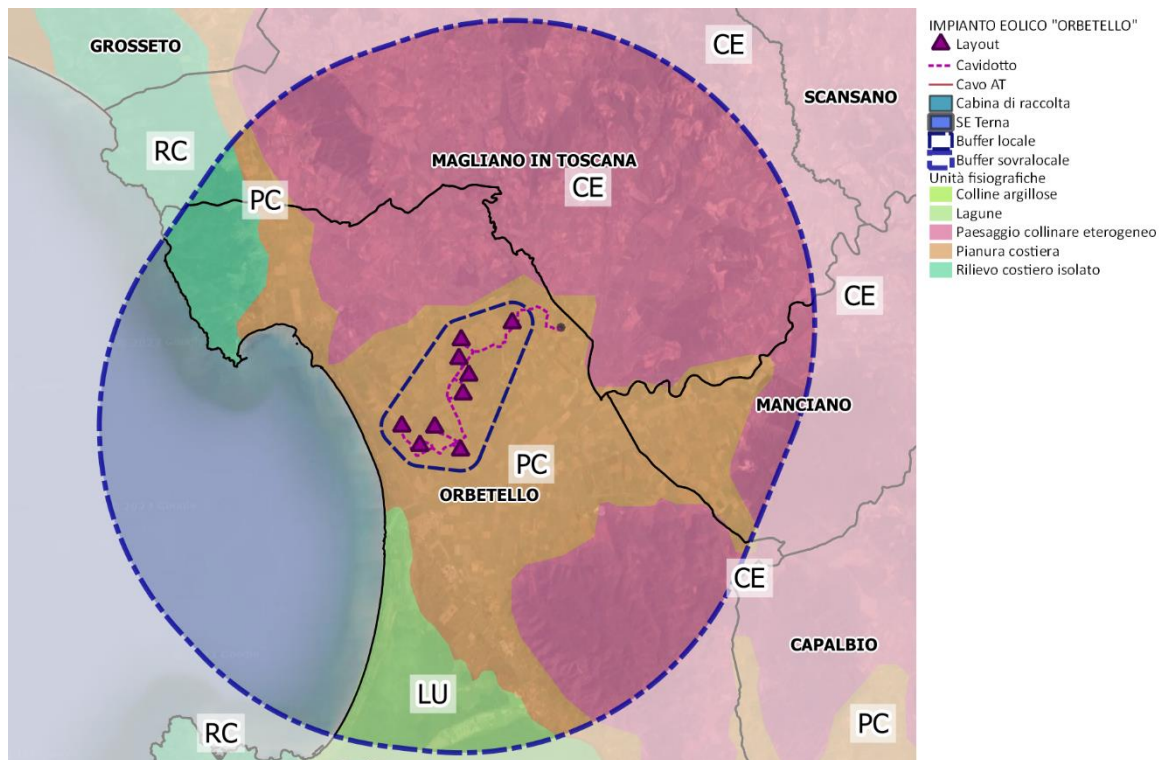 GROSSETO
CE
SCANSANO
RC
MAGLIANO IN TOSCANA
CE
PC
CE
MANCIANO
PC
ORBETELLO
CE
CAPALBIO
LU
RC
PC
IMPIANTO EOLICO "ORBETELLO"
Layout
Cavidotto
Cavo AT
Cabina di raccolta
SE Terna
Buffer locale
Buffer sovralocale
Unità fisiografiche
Colline argillose
Lagune
Paesaggio collinare eterogeneo
Pianura costiera
Rilievo costiero isolato